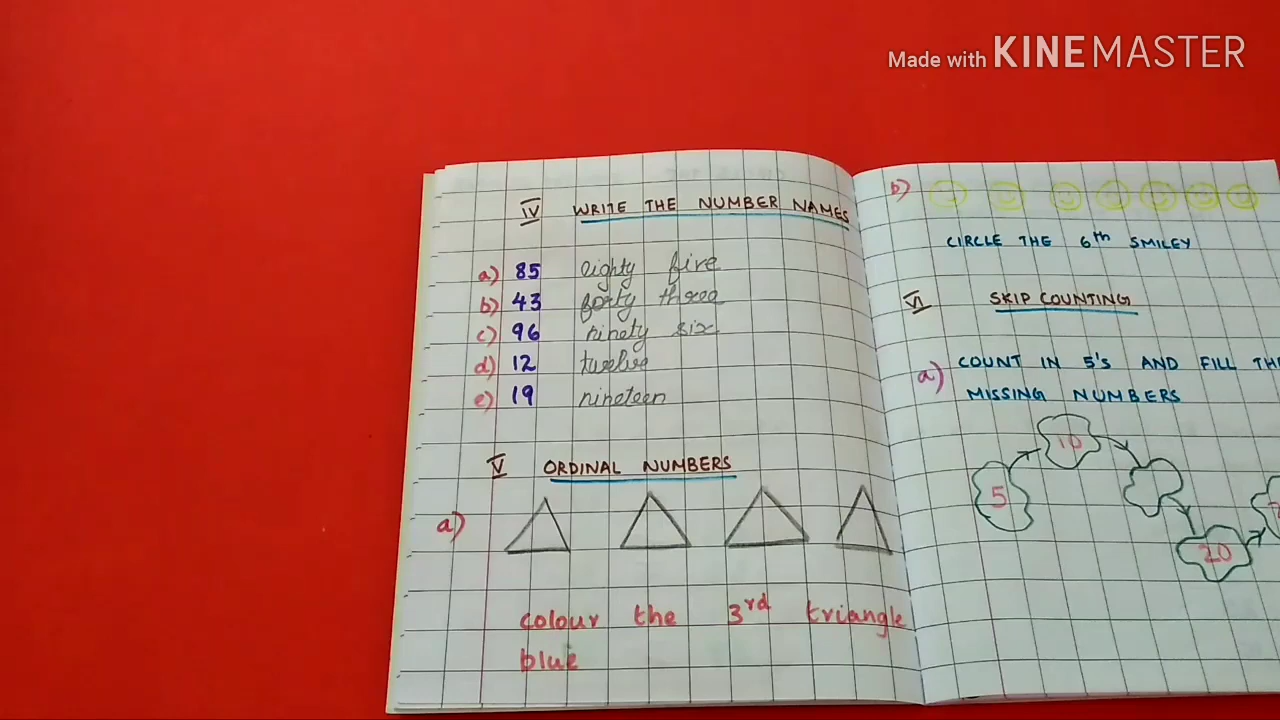 Made with KINEMASTER
IV WRITE THE NUMBER NAMES
a) 85 eighty five
b) 43 forty three
c) 96 ninety six
d) 12 twelve
e) 19 nineteen
V ORDINAL NUMBERS
a)
colour the 3rd triangle
blue
b)
CIRCLE THE 6th SMILEY
VI SKIP COUNTING
a) COUNT IN 5'S AND FILL
MISSING NUMBERS
10
5
20